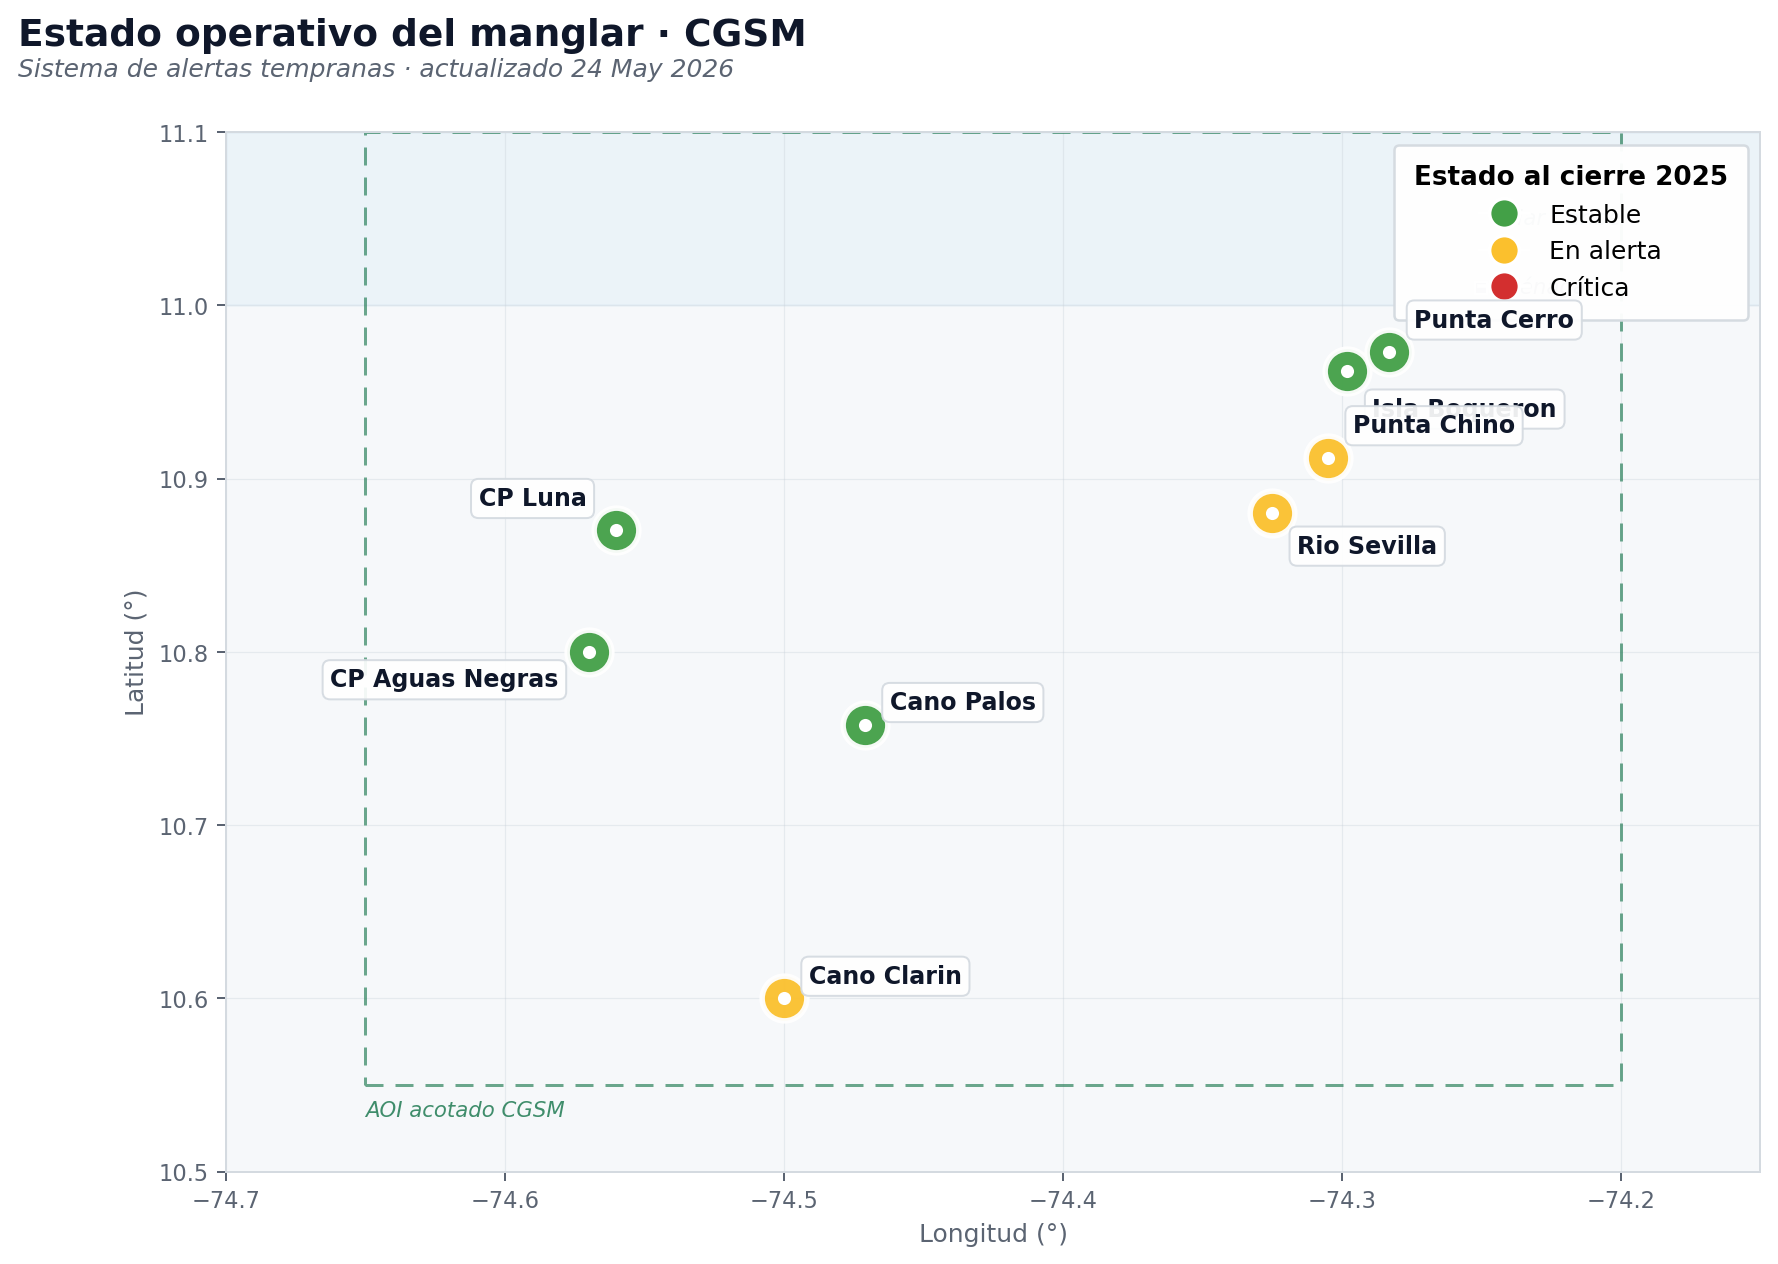 Estado operativo del manglar · CGSM
Sistema de alertas tempranas · actualizado 24 May 2026
11.1
11.0
10.9
10.8
10.7
10.6
10.5
Latitud (°)
Estado al cierre 2025
Estable
En alerta
Crítica
Punta Cerro
Isla Boqueron
Punta Chino
CP Luna
Rio Sevilla
CP Aguas Negras
Cano Palos
Cano Clarin
AOI acotado CGSM
−74.7
−74.6
−74.5
−74.4
−74.3
−74.2
Longitud (°)